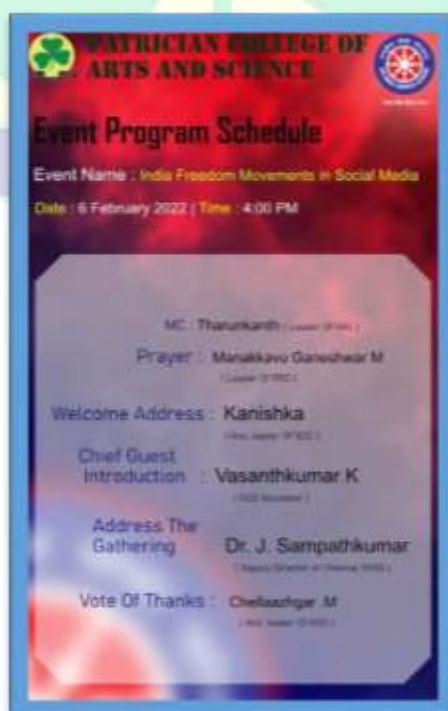 PATRICIAN COLLEGE OF
ARTS AND SCIENCE
Event Program Schedule
Event Name : India Freedom Movements in Social Media
Date : 6 February 2022 | Time : 4:00 PM
MC : Tharunkanth
Prayer : Manakkavu Ganeshwar M
Welcome Address : Kanishka
Chief Guest
Introduction : Vasanthkumar K
Address The
Gathering Dr. J. Sampathkumar
Vote Of Thanks : Chellaazhgar .M